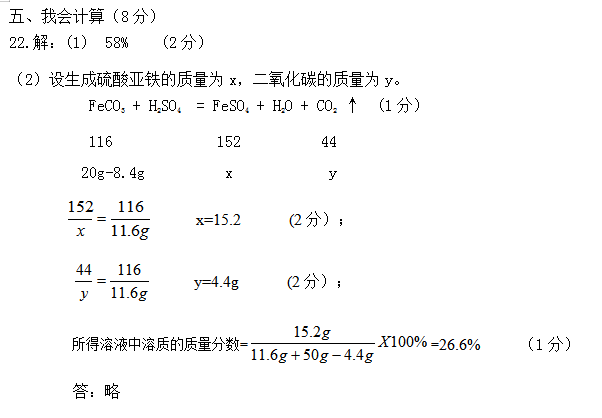 五、我会计算（8 分）
22.解：(1) 58% （2 分）
（2）设生成硫酸亚铁的质量为 x，二氧化碳的质量为 y。
FeCO₃ + H₂SO₄ = FeSO₄ + H₂O + CO₂ ↑ （1 分）
116 152 44
20g-8.4g x y
152/x = 116/11.6g x=15.2 (2 分）；
44/y = 116/11.6g y=4.4g (2 分）；
所得溶液中溶质的质量分数= 15.2g/11.6g+50g−4.4g X100% =26.6% （1 分）
答：略